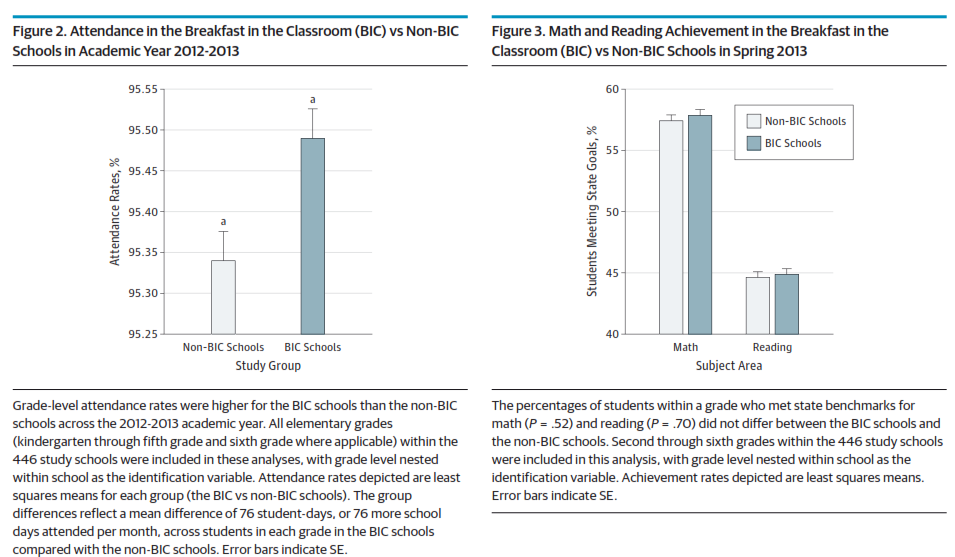 Figure 2. Attendance in the Breakfast in the Classroom (BIC) vs Non-BIC
Schools in Academic Year 2012-2013
95.55
95.50
95.45
95.40
95.35
95.30
95.25
Attendance Rates, %
a
a
Non-BIC Schools
BIC Schools
Study Group
Grade-level attendance rates were higher for the BIC schools than the non-BIC
schools across the 2012-2013 academic year. All elementary grades
(kindergarten through fifth grade and sixth grade where applicable) within the
446 study schools were included in these analyses, with grade level nested
within school as the identification variable. Attendance rates depicted are least
squares means for each group (the BIC vs non-BIC schools). The group
differences reflect a mean difference of 76 student-days, or 76 more school
days attended per month, across students in each grade in the BIC schools
compared with the non-BIC schools. Error bars indicate SE.
Figure 3. Math and Reading Achievement in the Breakfast in the
Classroom (BIC) vs Non-BIC Schools in Spring 2013
60
55
50
45
40
Students Meeting State Goals, %
Non-BIC Schools
BIC Schools
Math
Reading
Subject Area
The percentages of students within a grade who met state benchmarks for
math (P = .52) and reading (P = .70) did not differ between the BIC schools and
the non-BIC schools. Second through sixth grades within the 446 study schools
were included in this analysis, with grade level nested within school as the
identification variable. Achievement rates depicted are least squares means.
Error bars indicate SE.